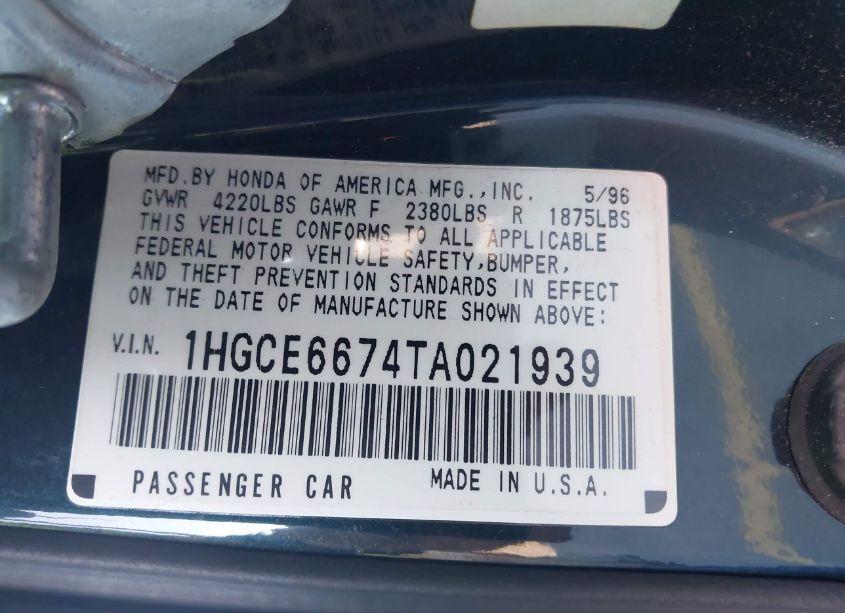 MFD.BY HONDA OF AMERICA MFG.,INC. 5/96
GVWR 4220LBS GAWR F 2380LBS R 1875LBS
THIS VEHICLE CONFORMS TO ALL APPLICABLE
FEDERAL MOTOR VEHICLE SAFETY,BUMPER,
AND THEFT PREVENTION STANDARDS IN EFFECT
ON THE DATE OF MANUFACTURE SHOWN ABOVE:
V.I.N. 1HGCE6674TA021939
PASSENGER CAR MADE IN U.S.A.